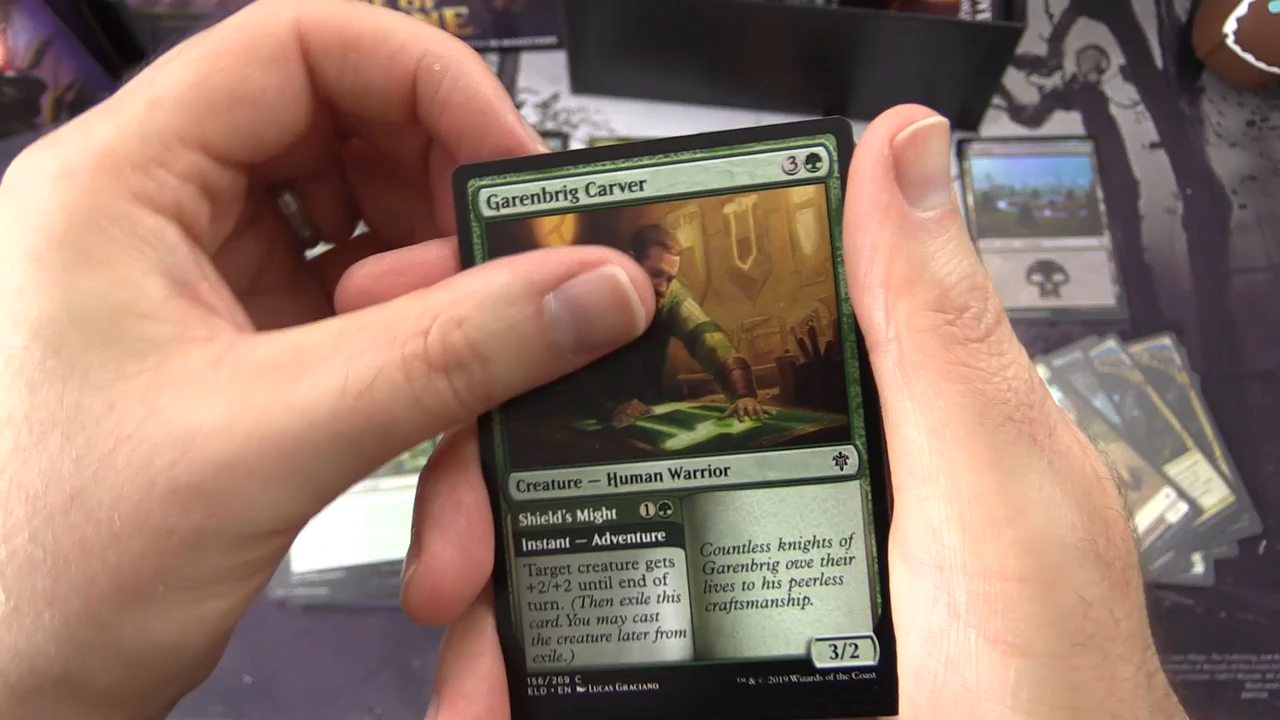 Garenbrig Carver 3
Creature — Human Warrior
Shield's Might 1
Instant — Adventure
Target creature gets
+2/+2 until end of
turn. (Then exile this
card. You may cast
the creature later from
exile.)
Countless knights of
Garenbrig owe their
lives to his peerless
craftsmanship.
3/2
156/269 C
ELD • EN Lucas Graciano
™ & © 2019 Wizards of the Coast